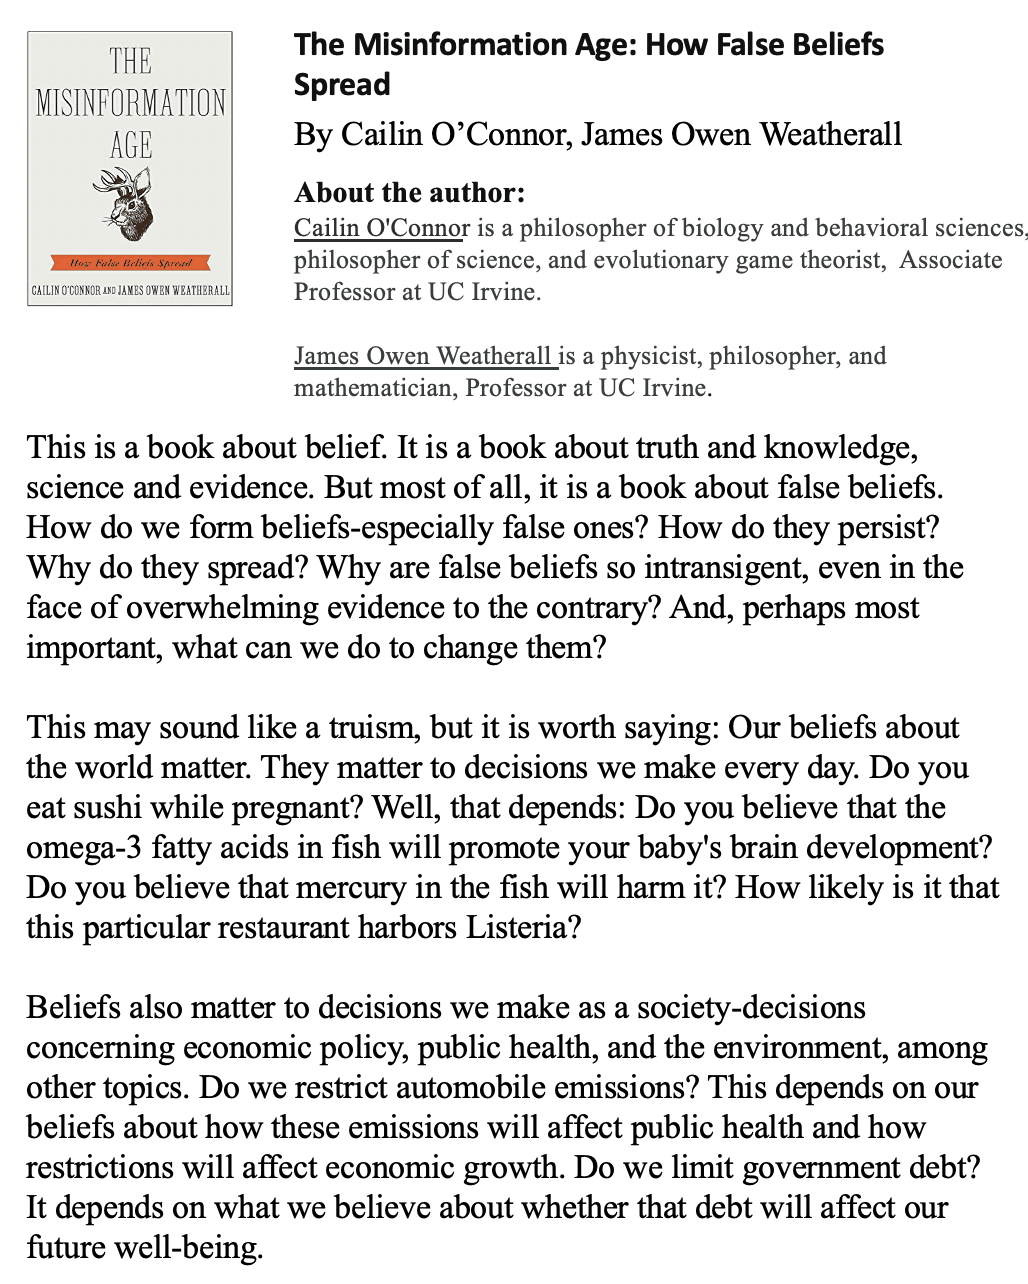 THE
MISINFORMATION
AGE
How False Beliefs Spread
CAILIN O'CONNOR AND JAMES OWEN WEATHERALL
The Misinformation Age: How False Beliefs
Spread
By Cailin O’Connor, James Owen Weatherall
About the author:
Cailin O'Connor is a philosopher of biology and behavioral sciences,
philosopher of science, and evolutionary game theorist,  Associate
Professor at UC Irvine.
James Owen Weatherall is a physicist, philosopher, and
mathematician, Professor at UC Irvine.
This is a book about belief. It is a book about truth and knowledge,
science and evidence. But most of all, it is a book about false beliefs.
How do we form beliefs-especially false ones? How do they persist?
Why do they spread? Why are false beliefs so intransigent, even in the
face of overwhelming evidence to the contrary? And, perhaps most
important, what can we do to change them?
This may sound like a truism, but it is worth saying: Our beliefs about
the world matter. They matter to decisions we make every day. Do you
eat sushi while pregnant? Well, that depends: Do you believe that the
omega-3 fatty acids in fish will promote your baby's brain development?
Do you believe that mercury in the fish will harm it? How likely is it that
this particular restaurant harbors Listeria?
Beliefs also matter to decisions we make as a society-decisions
concerning economic policy, public health, and the environment, among
other topics. Do we restrict automobile emissions? This depends on our
beliefs about how these emissions will affect public health and how
restrictions will affect economic growth. Do we limit government debt?
It depends on what we believe about whether that debt will affect our
future well-being.